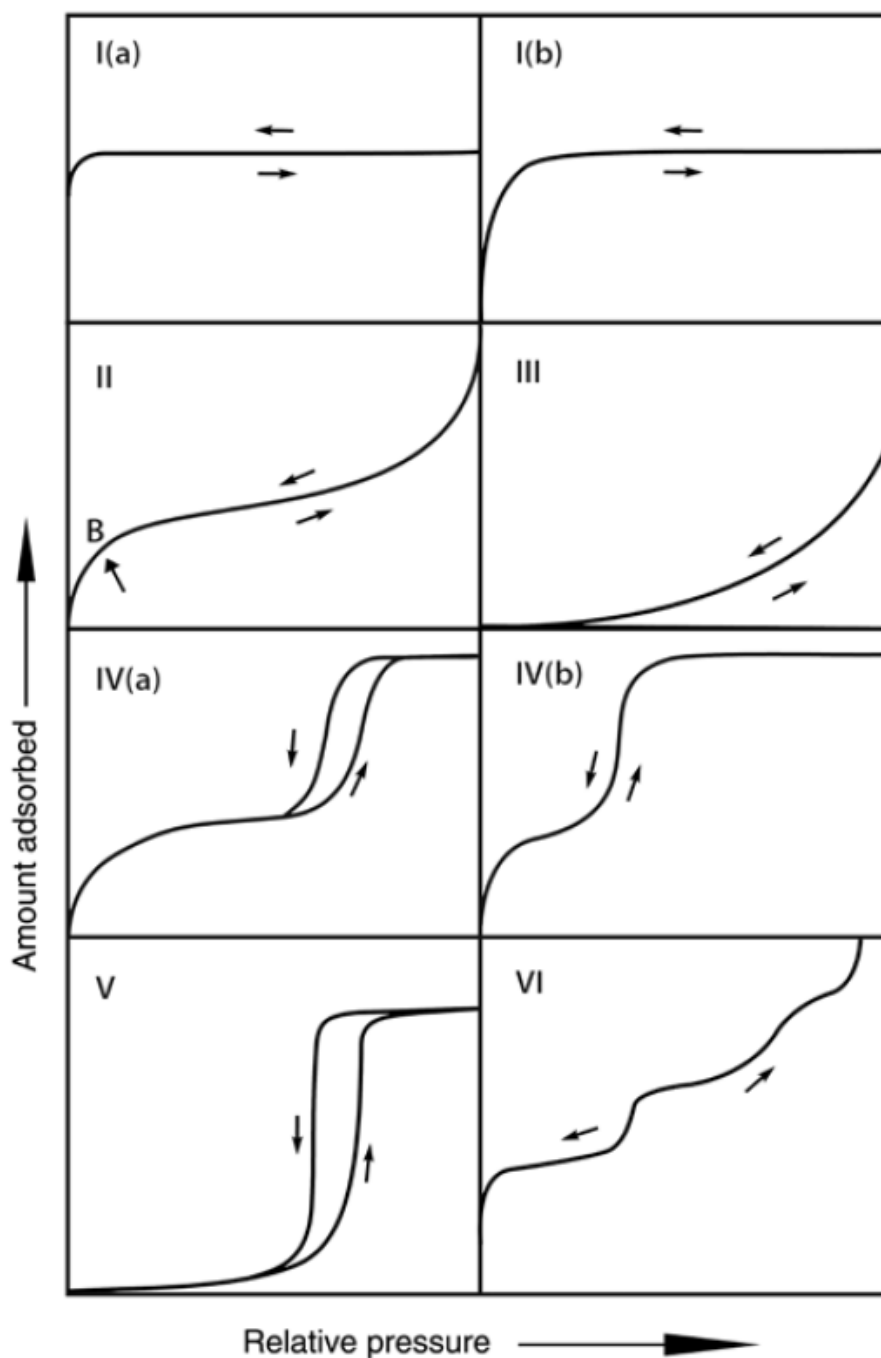 I(a)
I(b)
II
III
B
IV(a)
IV(b)
V
VI
Amount adsorbed
Relative pressure